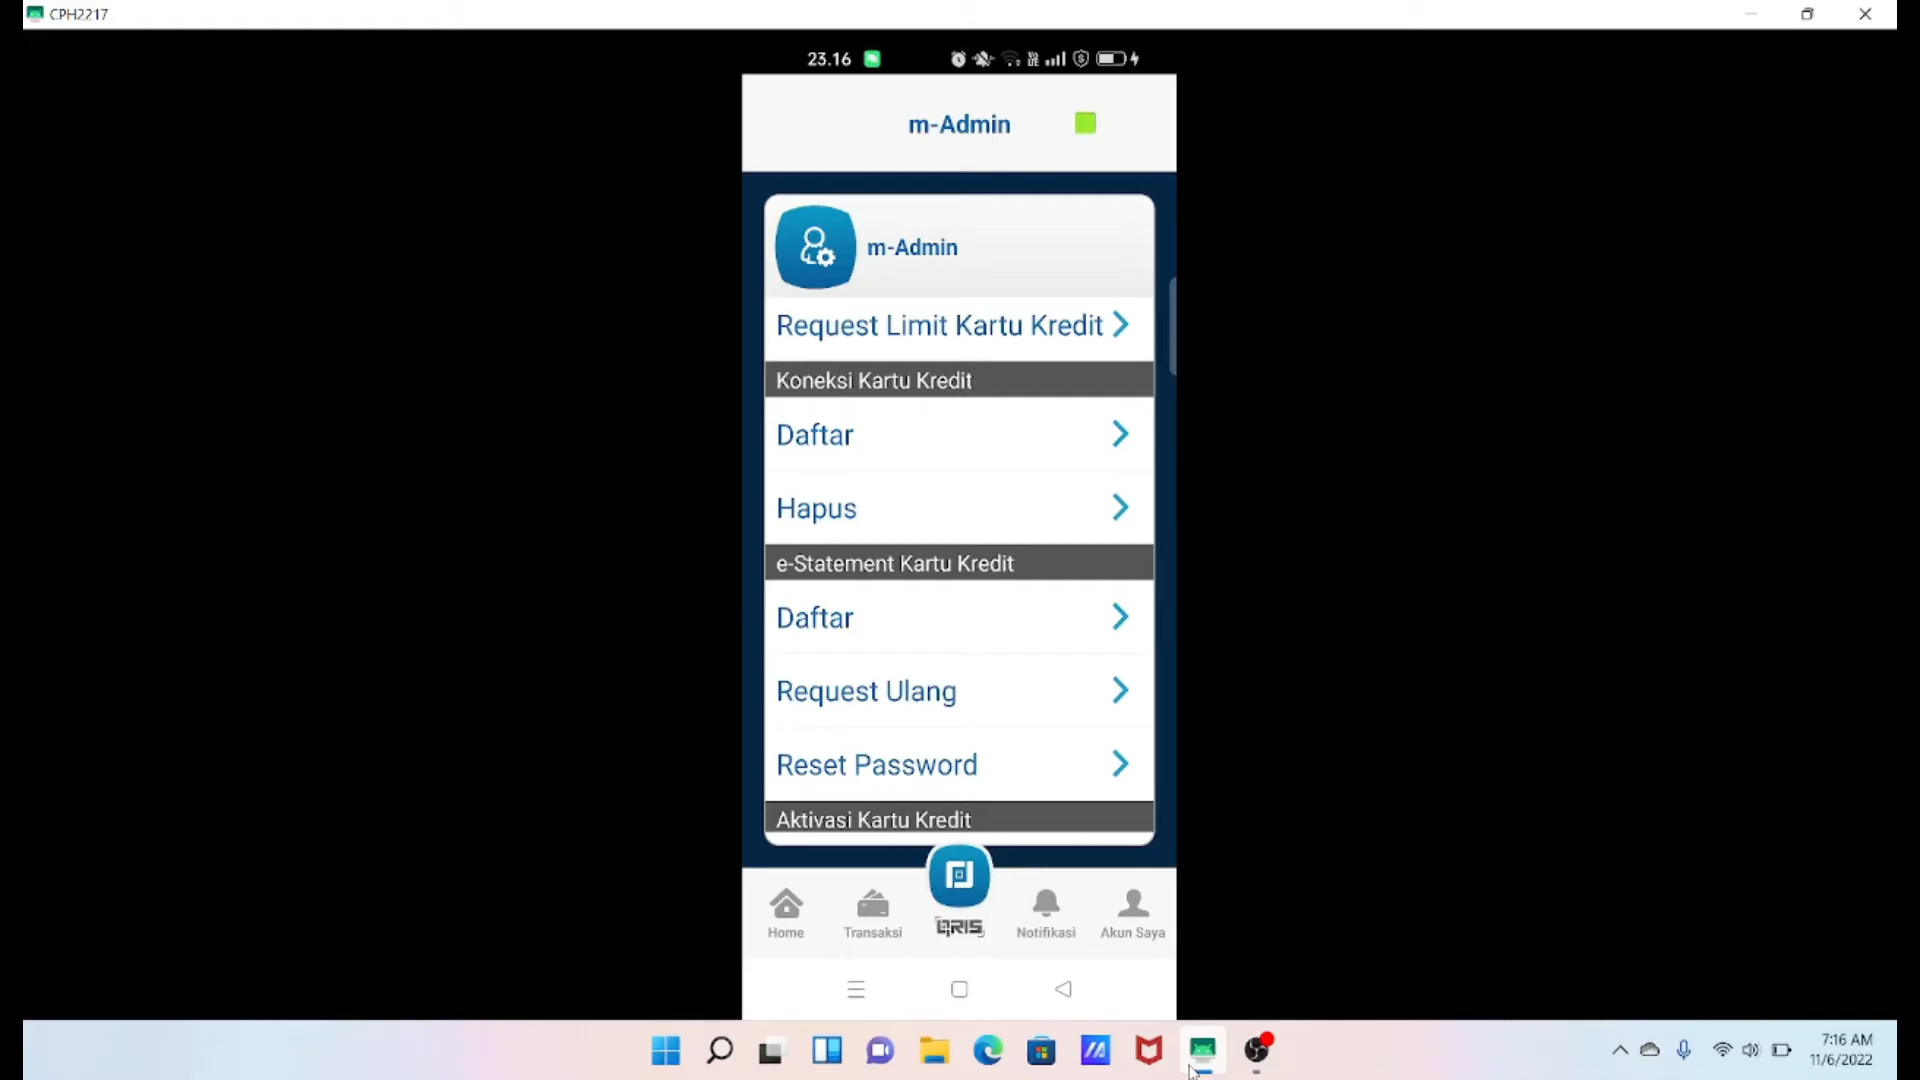 CPH2217
23.16
m-Admin
m-Admin
Request Limit Kartu Kredit
Koneksi Kartu Kredit
Daftar
Hapus
e-Statement Kartu Kredit
Daftar
Request Ulang
Reset Password
Aktivasi Kartu Kredit
Home
Transaksi
QRIS
Notifikasi
Akun Saya
7:16 AM
11/6/2022